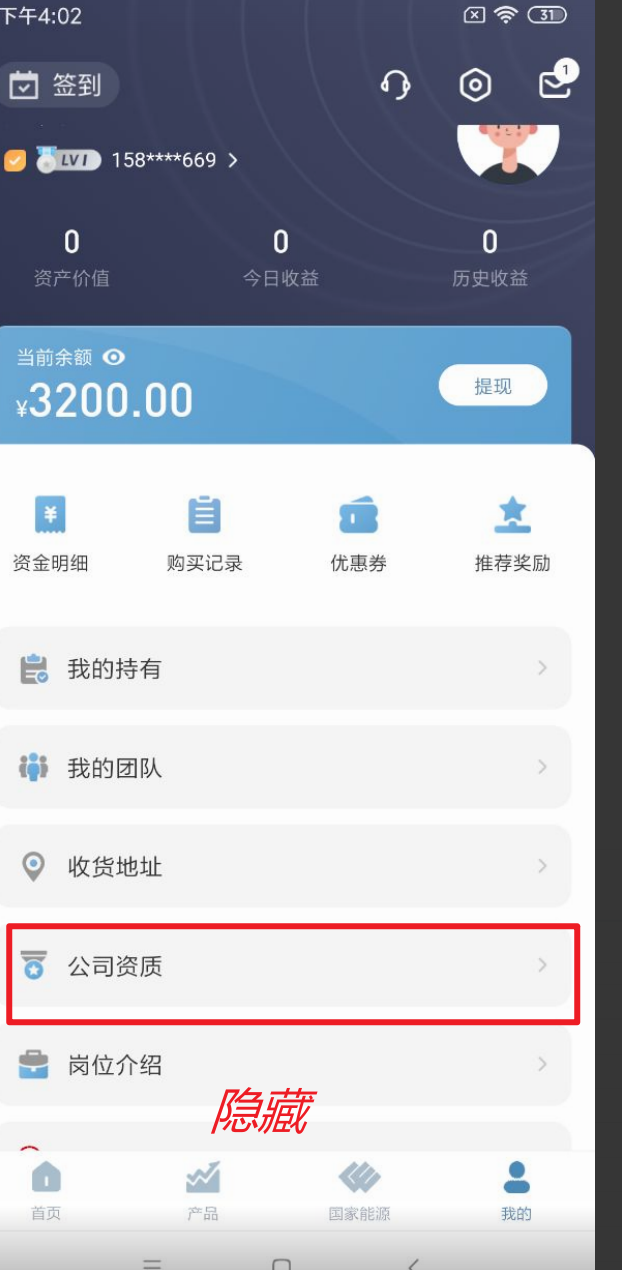 下午4:02 31
签到 1
LV1 158****669
0 0 0
资产价值 今日收益 历史收益
当前余额
¥3200.00 提现
资金明细 购买记录 优惠券 推荐奖励
我的持有
我的团队
收货地址
公司资质
岗位介绍
隐藏
首页 产品 国家能源 我的